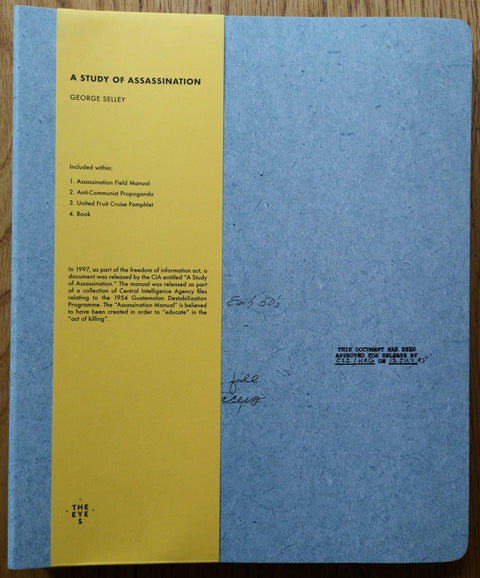 A STUDY OF ASSASSINATION
GEORGE SELLEY
Included within:
1. Assassination Field Manual
2. Anti-Communist Propoganda
3. United Fruit Cruise Pamphlet
4. Book
In 1997, as part of the freedom of information act, a
document was released by the CIA entitled "A Study
of Assassination." The manual was released as part
of a collection of Central Intelligence Agency files
relating to the 1954 Guatemalan Destabilization
Programme. The "Assassination Manual" is believed
to have been created in order to "educate" in the
"act of killing".
Early 50s
THIS DOCUMENT HAS BEEN
APPROVED FOR RELEASE BY
ON
file
THE
EYE
S